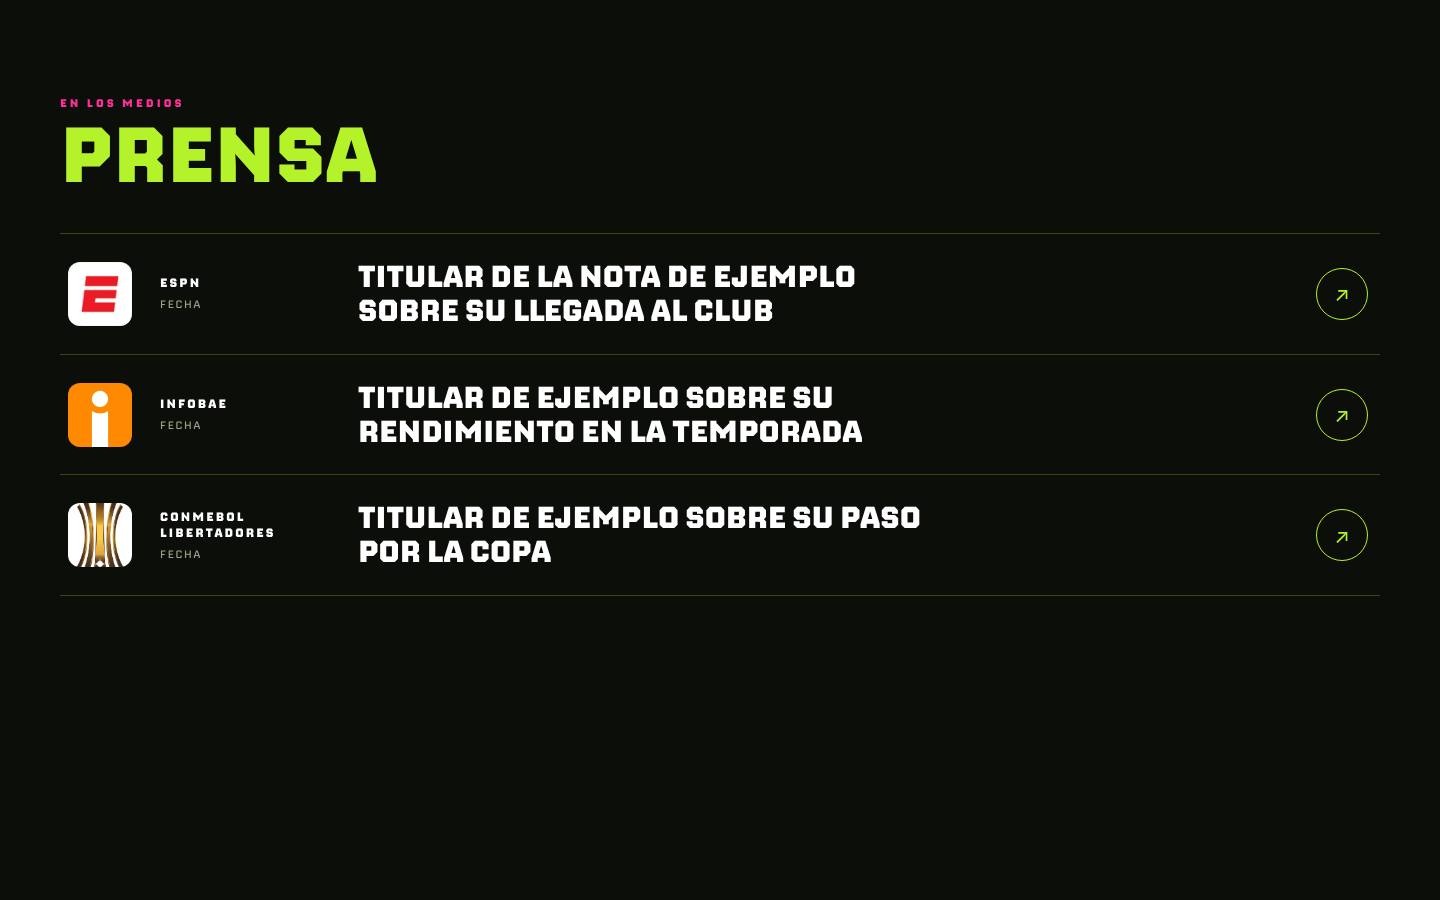 EN LOS MEDIOS
PRENSA
ESPN
FECHA
TITULAR DE LA NOTA DE EJEMPLO
SOBRE SU LLEGADA AL CLUB
INFOBAE
FECHA
TITULAR DE EJEMPLO SOBRE SU
RENDIMIENTO EN LA TEMPORADA
CONMEBOL
LIBERTADORES
FECHA
TITULAR DE EJEMPLO SOBRE SU PASO
POR LA COPA